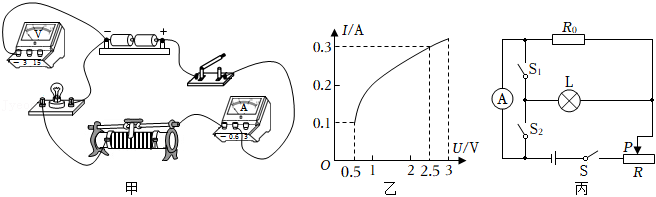 V
- 3 15
- +
A
- 0.6 3
甲
I/A
0.3
0.2
0.1
O
0.5 1 2 2.5 3
U/V
乙
R₀
S₁
A
L
S₂
P
S
R
丙